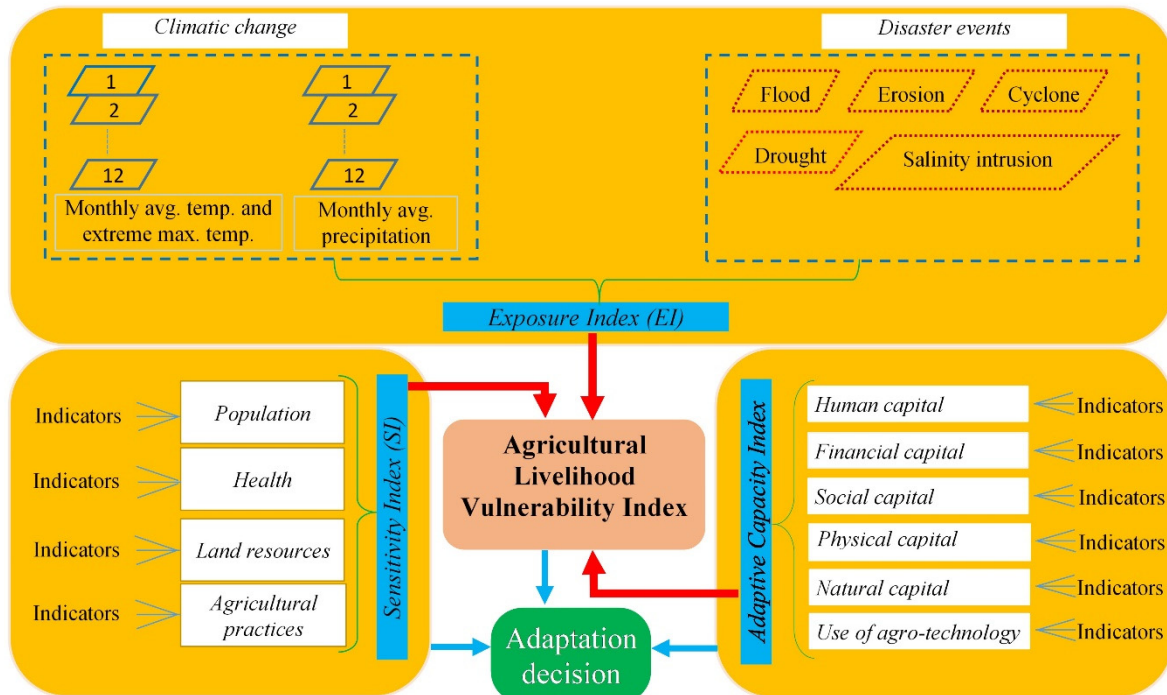 Climatic change
Disaster events
1
2
12
Monthly avg. temp. and
extreme max. temp.
1
2
12
Monthly avg.
precipitation
Flood
Erosion
Cyclone
Drought
Salinity intrusion
Exposure Index (EI)
Indicators
Population
Indicators
Health
Indicators
Land resources
Indicators
Agricultural
practices
Sensitivity Index (SI)
Agricultural
Livelihood
Vulnerability Index
Adaptation
decision
Adaptive Capacity Index
Human capital
Indicators
Financial capital
Indicators
Social capital
Indicators
Physical capital
Indicators
Natural capital
Indicators
Use of agro-technology
Indicators